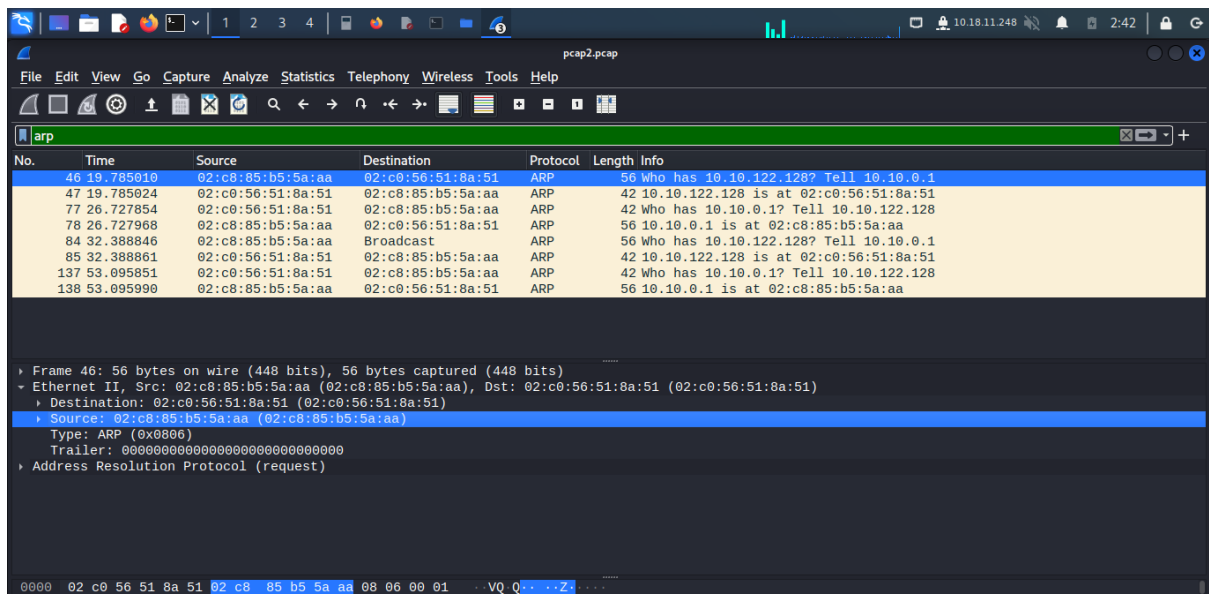 1 2 3 4 3 10.18.11.248 2:42
pcap2.pcap
File Edit View Go Capture Analyze Statistics Telephony Wireless Tools Help
arp
No. Time Source Destination Protocol Length Info
46 19.785010 02:c8:85:b5:5a:aa 02:c0:56:51:8a:51 ARP 56 Who has 10.10.122.128? Tell 10.10.0.1
47 19.785024 02:c0:56:51:8a:51 02:c8:85:b5:5a:aa ARP 42 10.10.122.128 is at 02:c0:56:51:8a:51
77 26.727854 02:c0:56:51:8a:51 02:c8:85:b5:5a:aa ARP 42 Who has 10.10.0.1? Tell 10.10.122.128
78 26.727968 02:c8:85:b5:5a:aa 02:c0:56:51:8a:51 ARP 56 10.10.0.1 is at 02:c8:85:b5:5a:aa
84 32.388846 02:c8:85:b5:5a:aa Broadcast ARP 56 Who has 10.10.122.128? Tell 10.10.0.1
85 32.388861 02:c0:56:51:8a:51 02:c8:85:b5:5a:aa ARP 42 10.10.122.128 is at 02:c0:56:51:8a:51
137 53.095851 02:c0:56:51:8a:51 02:c8:85:b5:5a:aa ARP 42 Who has 10.10.0.1? Tell 10.10.122.128
138 53.095990 02:c8:85:b5:5a:aa 02:c0:56:51:8a:51 ARP 56 10.10.0.1 is at 02:c8:85:b5:5a:aa
Frame 46: 56 bytes on wire (448 bits), 56 bytes captured (448 bits)
Ethernet II, Src: 02:c8:85:b5:5a:aa (02:c8:85:b5:5a:aa), Dst: 02:c0:56:51:8a:51 (02:c0:56:51:8a:51)
Destination: 02:c0:56:51:8a:51 (02:c0:56:51:8a:51)
Source: 02:c8:85:b5:5a:aa (02:c8:85:b5:5a:aa)
Type: ARP (0x0806)
Trailer: 0000000000000000000000000000
Address Resolution Protocol (request)
0000 02 c0 56 51 8a 51 02 c8 85 b5 5a aa 08 06 00 01 ··VQ·Q·· ··Z·····